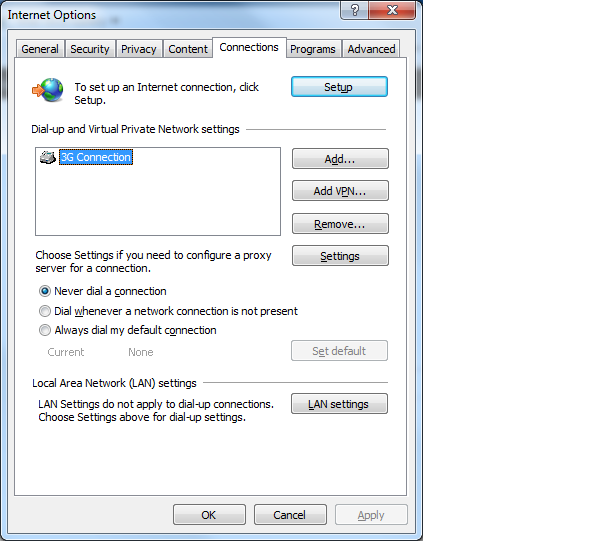 Internet Options
?
General Security Privacy Content Connections Programs Advanced
To set up an Internet connection, click
Setup.
Setup
Dial-up and Virtual Private Network settings
3G Connection
Add...
Add VPN...
Remove...
Choose Settings if you need to configure a proxy
server for a connection.
Settings
Never dial a connection
Dial whenever a network connection is not present
Always dial my default connection
Current None
Set default
Local Area Network (LAN) settings
LAN Settings do not apply to dial-up connections.
Choose Settings above for dial-up settings.
LAN settings
OK Cancel Apply